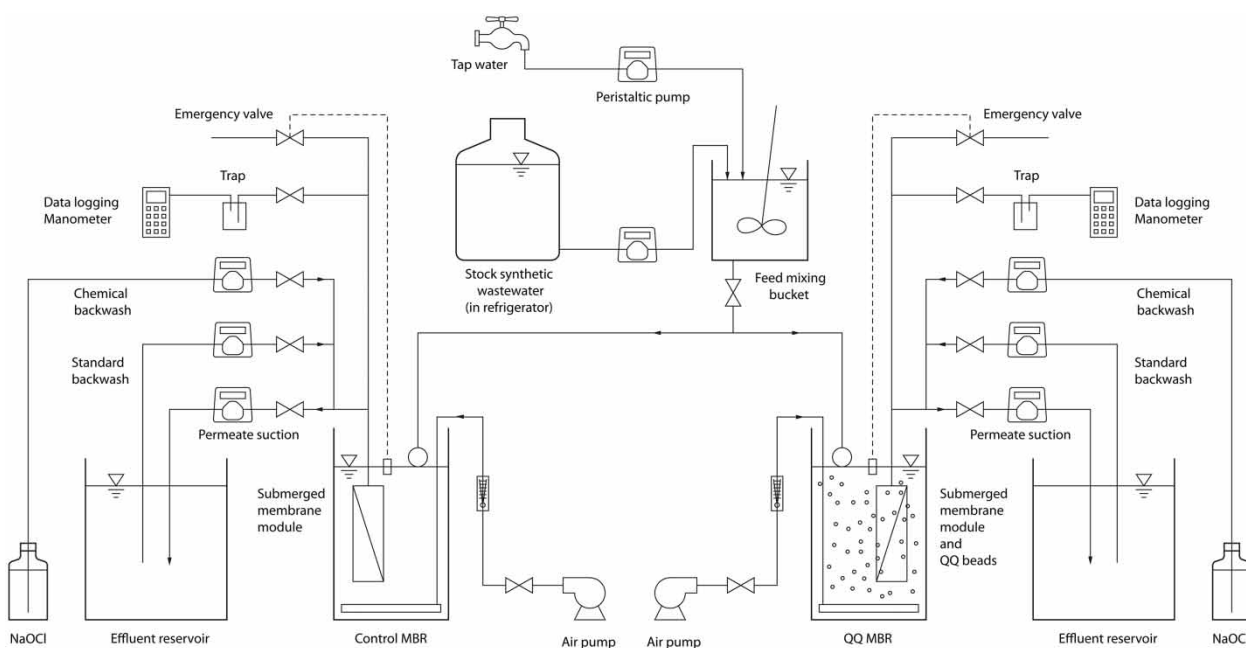 Tap water
Peristaltic pump
Emergency valve
Emergency valve
Trap
Trap
Data logging
Manometer
Data logging
Manometer
Stock synthetic
wastewater
(in refrigerator)
Feed mixing
bucket
Chemical
backwash
Chemical
backwash
Standard
backwash
Standard
backwash
Permeate suction
Permeate suction
Submerged
membrane
module
Submerged
membrane
module
and
QQ beads
NaOCl
Effluent reservoir
Control MBR
Air pump
Air pump
QQ MBR
Effluent reservoir
NaOC